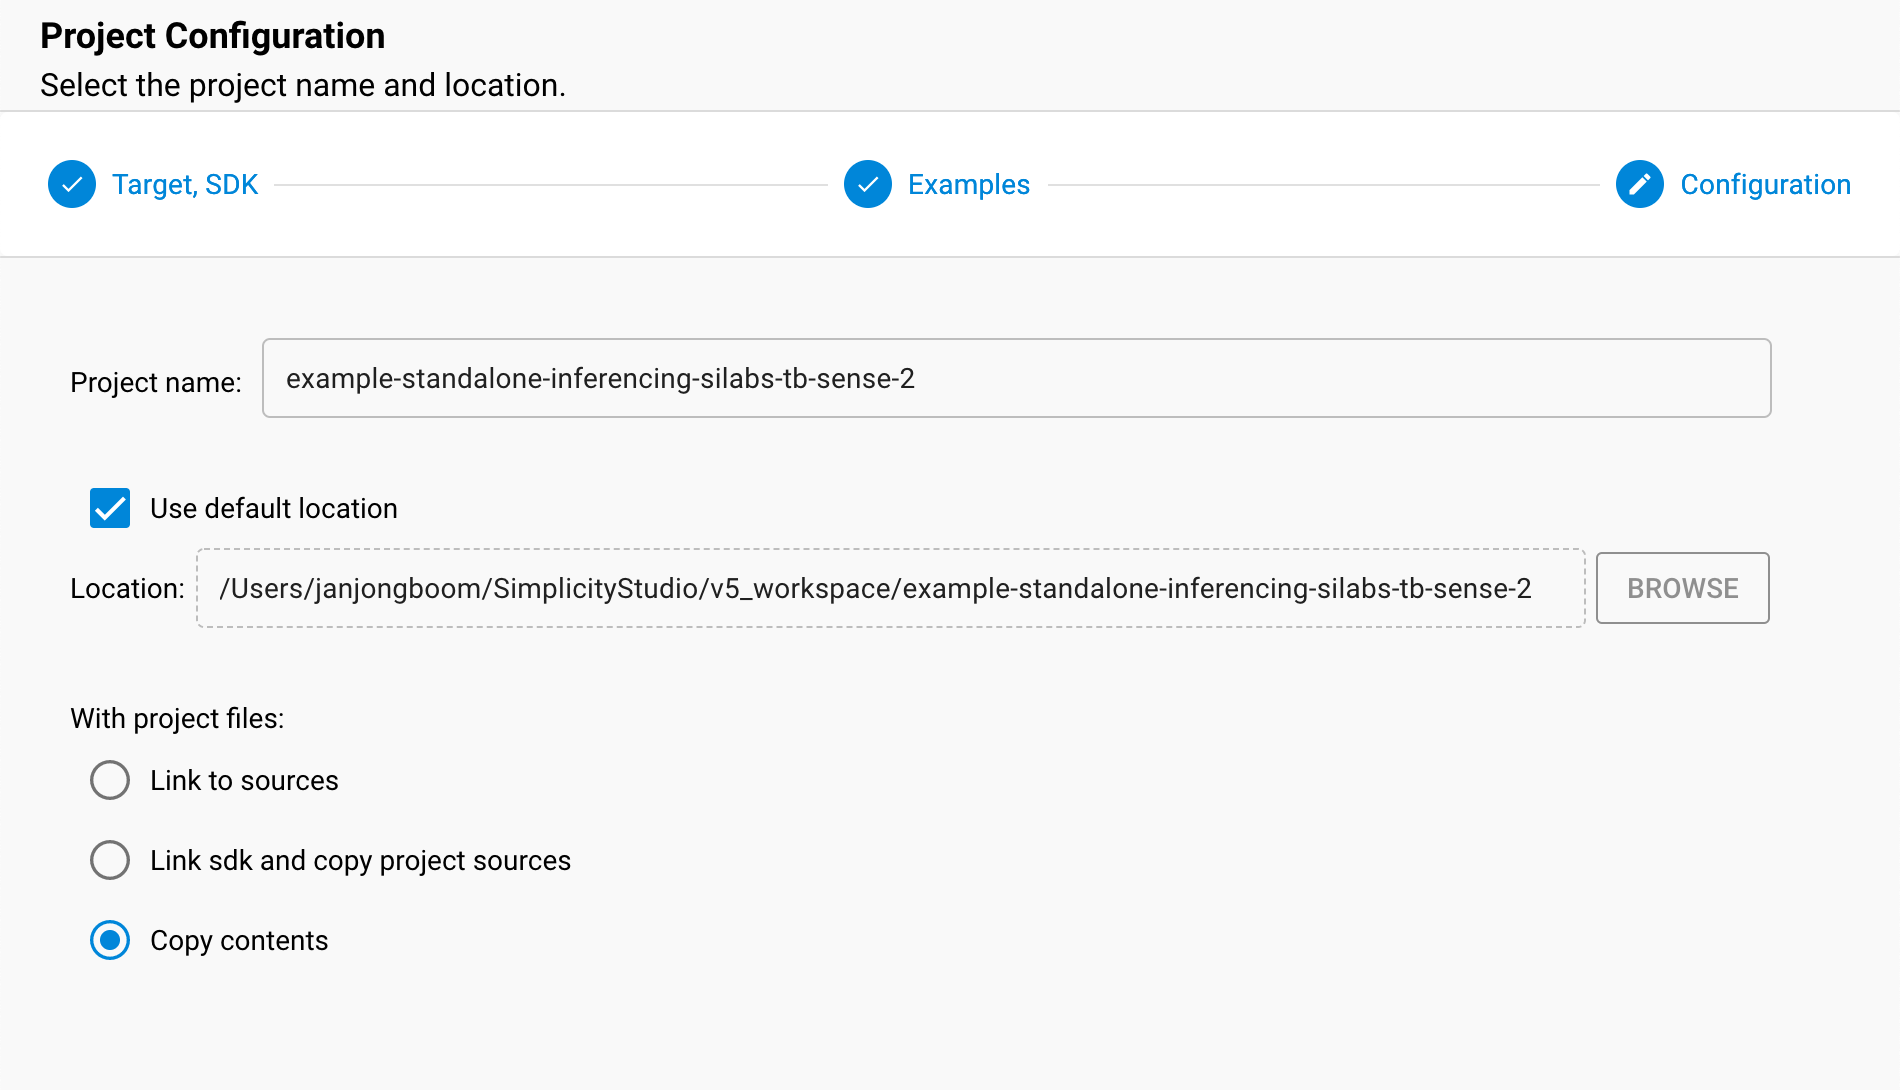 Project Configuration
Select the project name and location.
Target, SDK
Examples
Configuration
Project name:
example-standalone-inferencing-silabs-tb-sense-2
Use default location
Location:
/Users/janjongboom/SimplicityStudio/v5_workspace/example-standalone-inferencing-silabs-tb-sense-2
BROWSE
With project files:
Link to sources
Link sdk and copy project sources
Copy contents